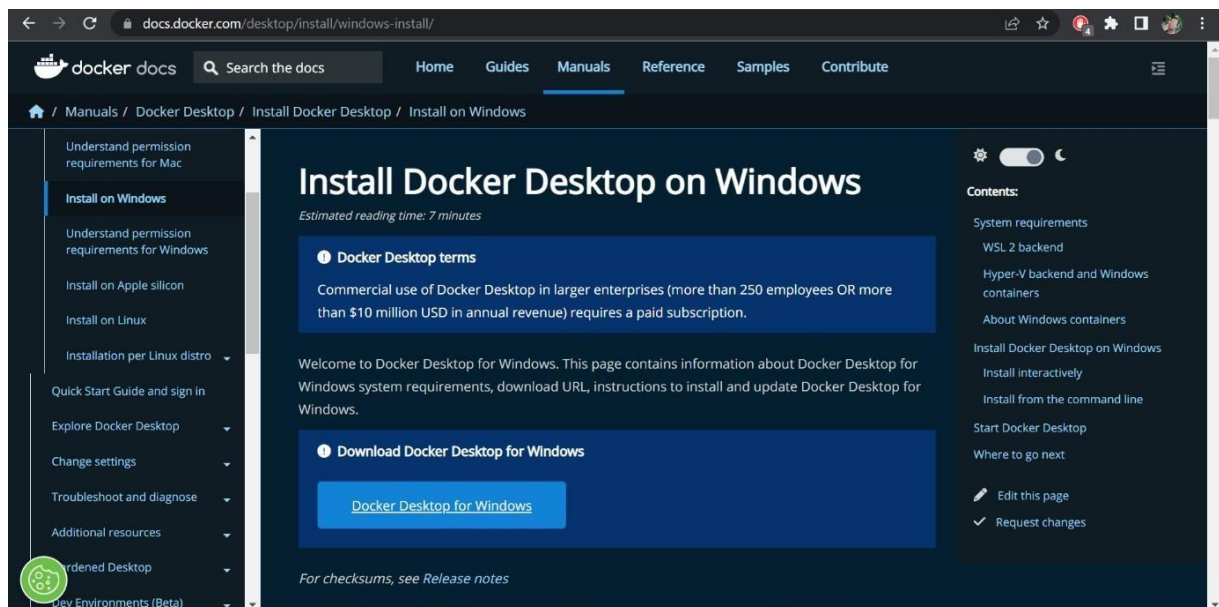 docs.docker.com/desktop/install/windows-install/
4
docker docs
Search the docs
Home
Guides
Manuals
Reference
Samples
Contribute
/ Manuals / Docker Desktop / Install Docker Desktop / Install on Windows
Understand permission
requirements for Mac
Install on Windows
Understand permission
requirements for Windows
Install on Apple silicon
Install on Linux
Installation per Linux distro
Quick Start Guide and sign in
Explore Docker Desktop
Change settings
Troubleshoot and diagnose
Additional resources
Desktop
Dev Environments (Beta)
Install Docker Desktop on Windows
Estimated reading time: 7 minutes
Docker Desktop terms
Commercial use of Docker Desktop in larger enterprises (more than 250 employees OR more
than $10 million USD in annual revenue) requires a paid subscription.
Welcome to Docker Desktop for Windows. This page contains information about Docker Desktop for
Windows system requirements, download URL, instructions to install and update Docker Desktop for
Windows.
Download Docker Desktop for Windows
Docker Desktop for Windows
For checksums, see Release notes
Contents:
System requirements
WSL 2 backend
Hyper-V backend and Windows
containers
About Windows containers
Install Docker Desktop on Windows
Install interactively
Install from the command line
Start Docker Desktop
Where to go next
Edit this page
Request changes